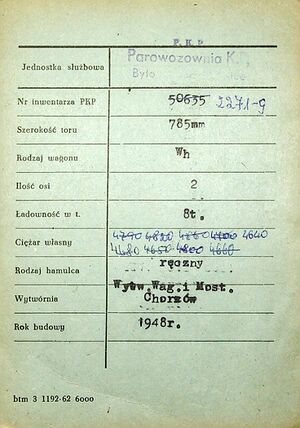 P. K. P
Jednostka służbowa Parowozownia K.
Nr inwentarza PKP 50635 2271-G
Szerokość toru 785mm
Rodzaj wagonu Wh
Ilość osi 2
Ładowność w t. 8t.
Ciężar własny 4790 4820 4640
4680 4650 4800 4660
Rodzaj hamulca ręczny
Wytwórnia Wytw.Wag.i Most.
Chorzów
Rok budowy 1948r.
btm 3 1192-62 6000